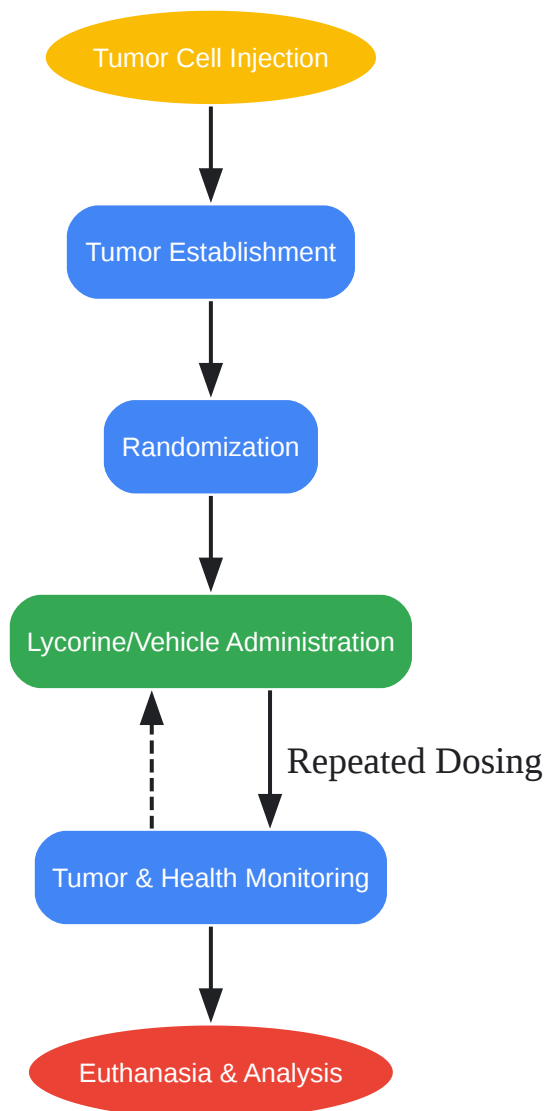 Tumor Cell Injection
Tumor Establishment
Randomization
Lycorine/Vehicle Administration
Repeated Dosing
Tumor & Health Monitoring
Euthanasia & Analysis